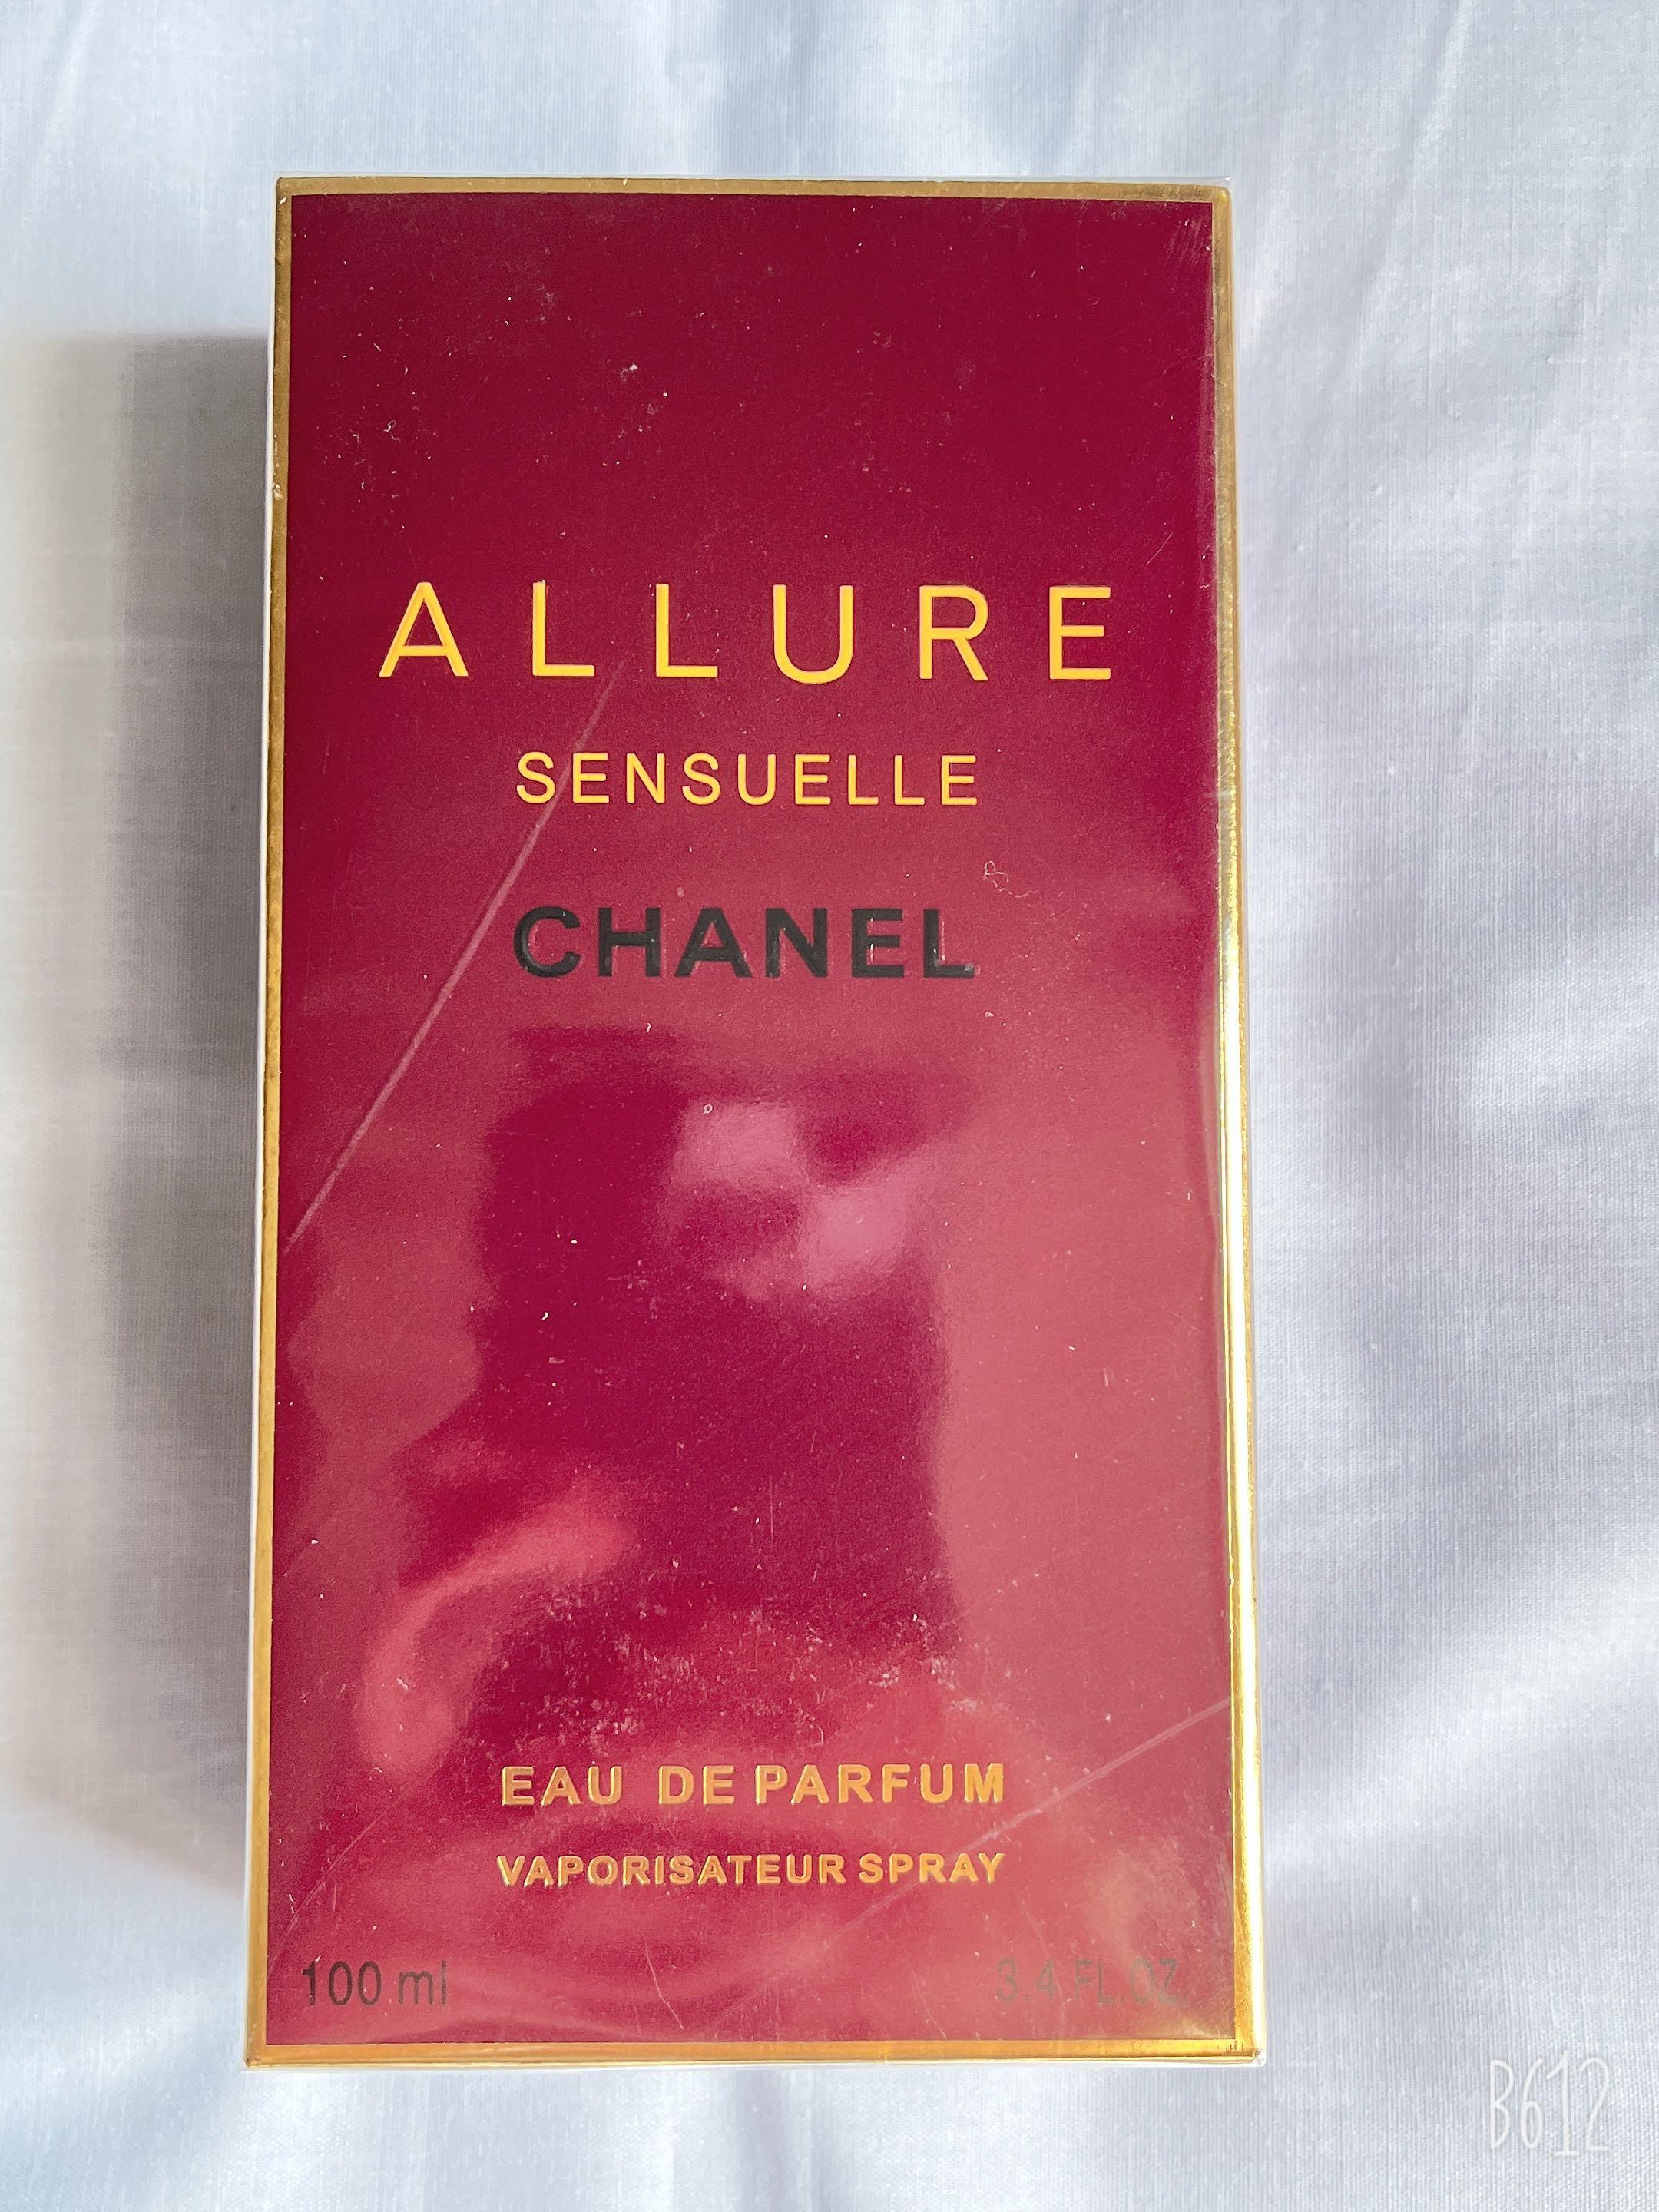 ALLURE
SENSUELLE
CHANEL
EAU DE PARFUM
VAPORISATEUR SPRAY
100 ml 3.4 FL.OZ
B612